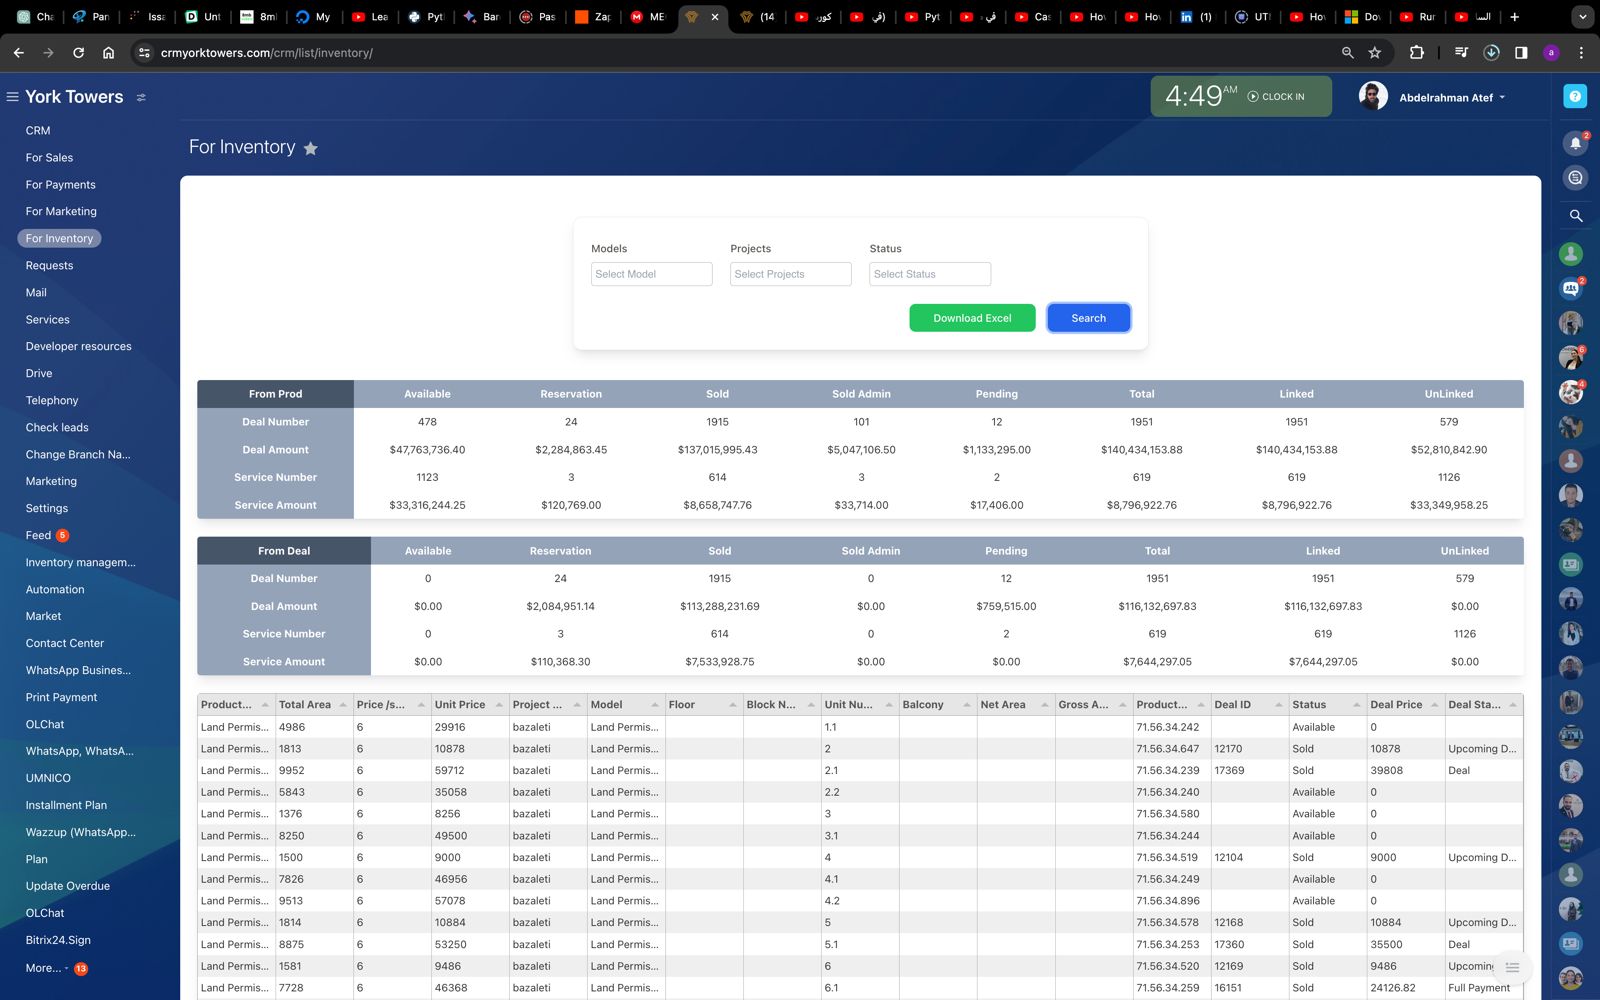 Cha
Pan
Issa
Unt
8ml
My
Lea
Pyth
Bar
Pas
Zap
ME
(14
كور
(في
Pyt
في
Cas
Hov
Hov
(1)
UTI
Hov
Dov
Rur
السا
crmyorktowers.com/crm/list/inventory/
a
York Towers
4:49 AM CLOCK IN
Abdelrahman Atef
2
2
6
4
CRM
For Sales
For Payments
For Marketing
For Inventory
Requests
Mail
Services
Developer resources
Drive
Telephony
Check leads
Change Branch Na...
Marketing
Settings
Feed 5
Inventory managem...
Automation
Market
Contact Center
WhatsApp Busines...
Print Payment
OLChat
WhatsApp, WhatsA...
UMNICO
Installment Plan
Wazzup (WhatsApp...
Plan
Update Overdue
OLChat
Bitrix24.Sign
More... 13
For Inventory
Models Projects Status
Select Model Select Projects Select Status
Download Excel Search
From Prod Available Reservation Sold Sold Admin Pending Total Linked UnLinked
Deal Number 478 24 1915 101 12 1951 1951 579
Deal Amount $47,763,736.40 $2,284,863.45 $137,015,995.43 $5,047,106.50 $1,133,295.00 $140,434,153.88 $140,434,153.88 $52,810,842.90
Service Number 1123 3 614 3 2 619 619 1126
Service Amount $33,316,244.25 $120,769.00 $8,658,747.76 $33,714.00 $17,406.00 $8,796,922.76 $8,796,922.76 $33,349,958.25
From Deal Available Reservation Sold Sold Admin Pending Total Linked UnLinked
Deal Number 0 24 1915 0 12 1951 1951 579
Deal Amount $0.00 $2,084,951.14 $113,288,231.69 $0.00 $759,515.00 $116,132,697.83 $116,132,697.83 $0.00
Service Number 0 3 614 0 2 619 619 1126
Service Amount $0.00 $110,368.30 $7,533,928.75 $0.00 $0.00 $7,644,297.05 $7,644,297.05 $0.00
Product... Total Area Price /s... Unit Price Project ... Model Floor Block N... Unit Nu... Balcony Net Area Gross A... Product... Deal ID Status Deal Price Deal Sta...
Land Permis... 4986 6 29916 bazaleti Land Permis... 1.1 71.56.34.242 Available 0
Land Permis... 1813 6 10878 bazaleti Land Permis... 2 71.56.34.647 12170 Sold 10878 Upcoming D...
Land Permis... 9952 6 59712 bazaleti Land Permis... 2.1 71.56.34.239 17369 Sold 39808 Deal
Land Permis... 5843 6 35058 bazaleti Land Permis... 2.2 71.56.34.240 Available 0
Land Permis... 1376 6 8256 bazaleti Land Permis... 3 71.56.34.580 Available 0
Land Permis... 8250 6 49500 bazaleti Land Permis... 3.1 71.56.34.244 Available 0
Land Permis... 1500 6 9000 bazaleti Land Permis... 4 71.56.34.519 12104 Sold 9000 Upcoming D...
Land Permis... 7826 6 46956 bazaleti Land Permis... 4.1 71.56.34.249 Available 0
Land Permis... 9513 6 57078 bazaleti Land Permis... 4.2 71.56.34.896 Available 0
Land Permis... 1814 6 10884 bazaleti Land Permis... 5 71.56.34.578 12168 Sold 10884 Upcoming D...
Land Permis... 8875 6 53250 bazaleti Land Permis... 5.1 71.56.34.253 17360 Sold 35500 Deal
Land Permis... 1581 6 9486 bazaleti Land Permis... 6 71.56.34.520 12169 Sold 9486 Upcoming
Land Permis... 7728 6 46368 bazaleti Land Permis... 6.1 71.56.34.259 16151 Sold 24126.82 Full Payment